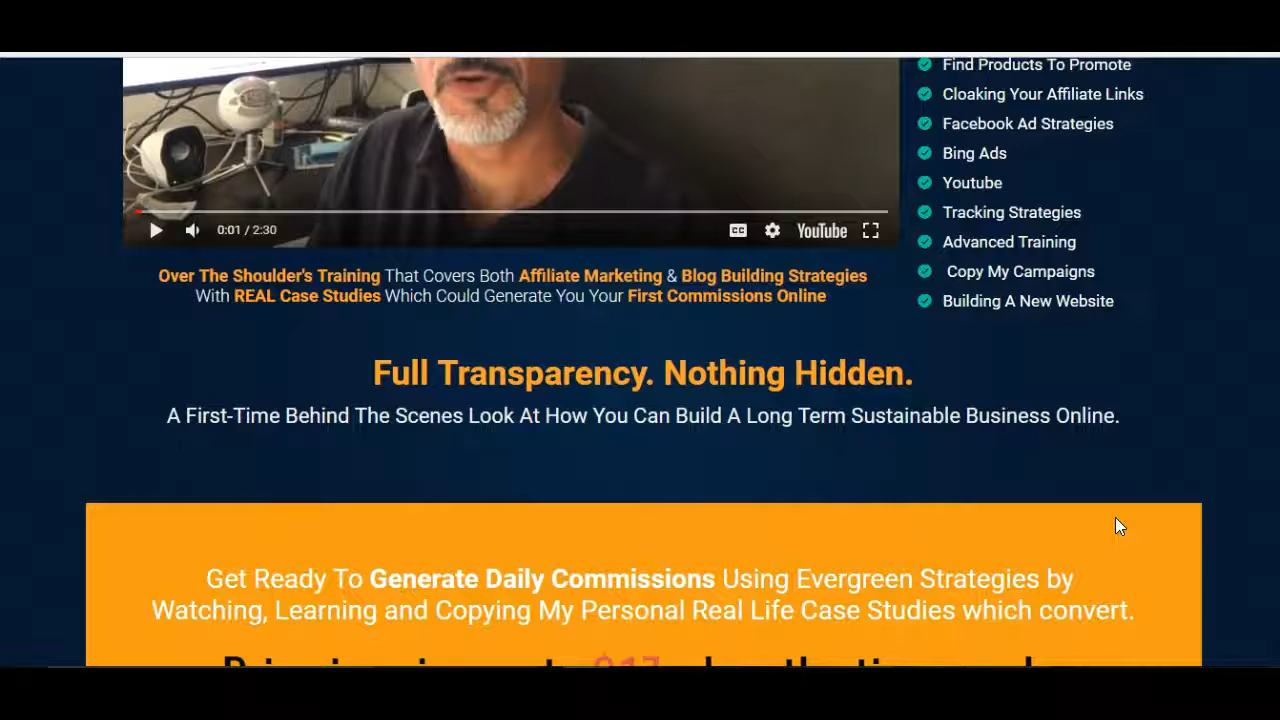 Find Products To Promote
Cloaking Your Affiliate Links
Facebook Ad Strategies
Bing Ads
Youtube
Tracking Strategies
Advanced Training
Copy My Campaigns
Building A New Website
0:01 / 2:30
CC
YouTube
Over The Shoulder's Training That Covers Both Affiliate Marketing & Blog Building Strategies
With REAL Case Studies Which Could Generate You Your First Commissions Online
Full Transparency. Nothing Hidden.
A First-Time Behind The Scenes Look At How You Can Build A Long Term Sustainable Business Online.
Get Ready To Generate Daily Commissions Using Evergreen Strategies by
Watching, Learning and Copying My Personal Real Life Case Studies which convert.